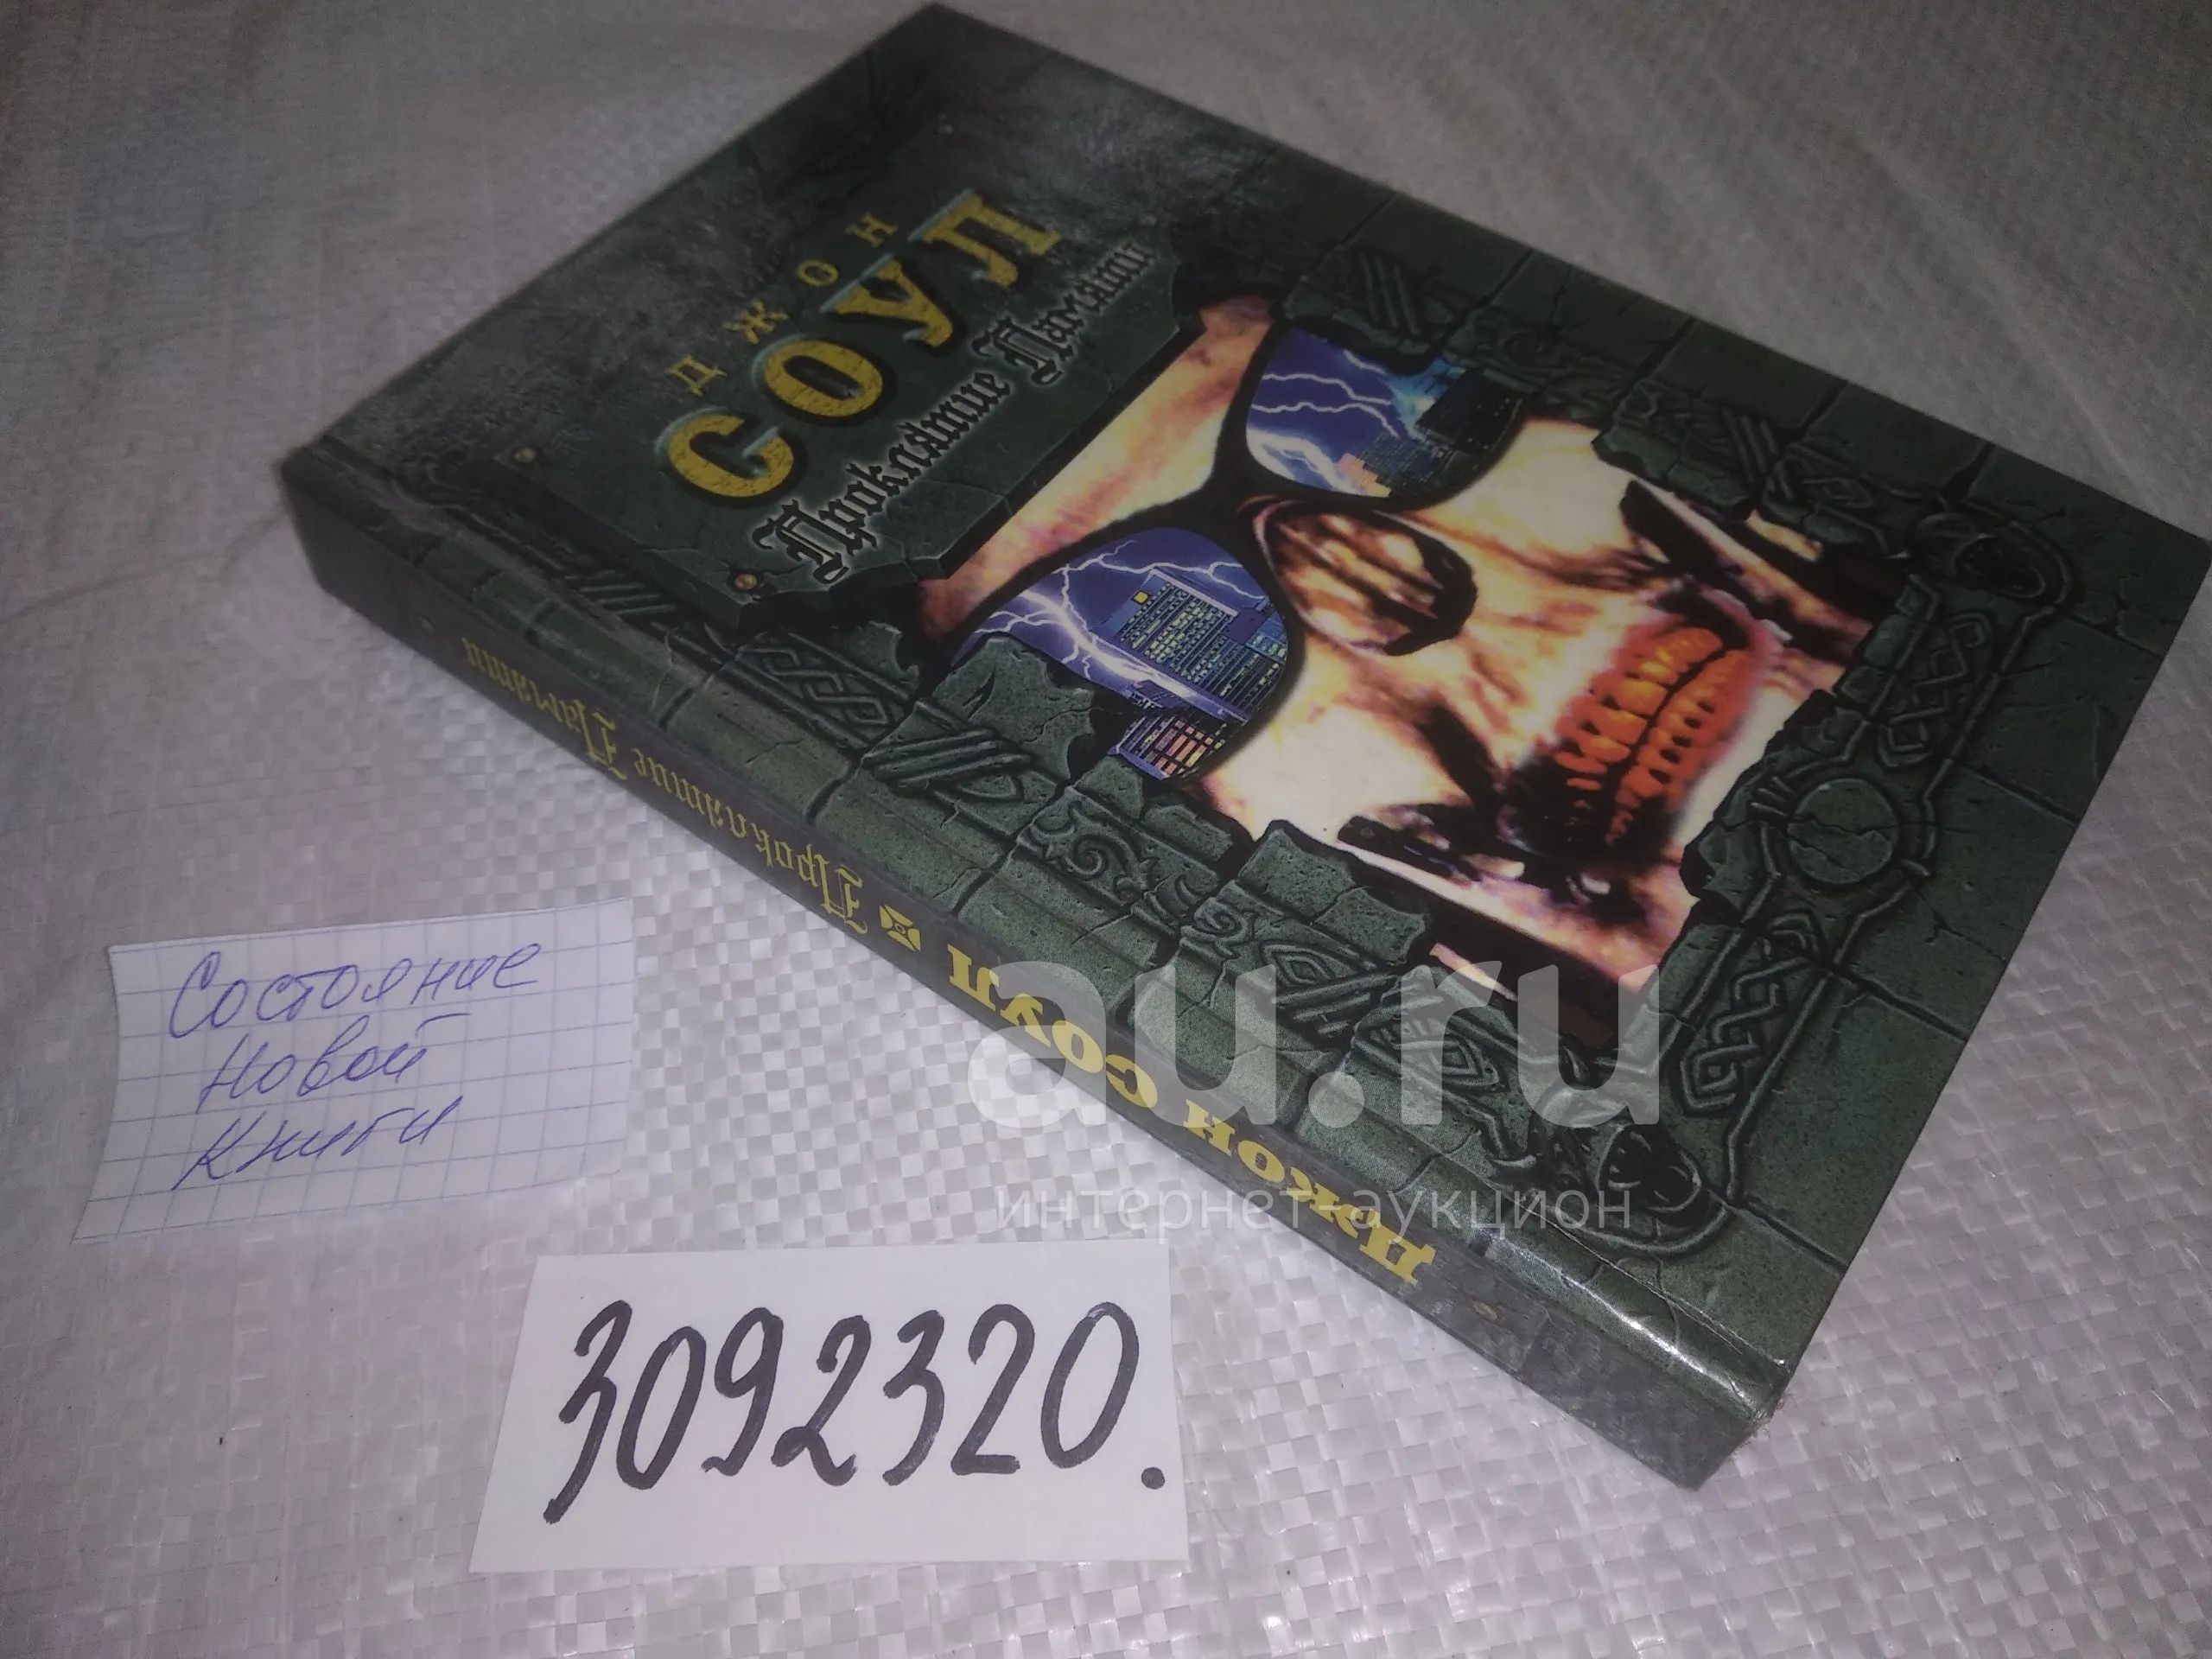 ДЖОН
СОУЛ
Проклятие Памяти
ДЖОН СОУЛ Проклятие Памяти
Состояние
новой
книги
3092320.
au.ru
интернет-аукцион